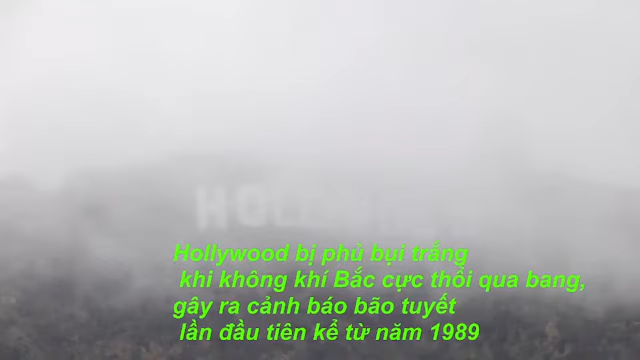 HOL
Hollywood bị phủ bụi trắng
khi không khí Bắc cực thổi qua bang,
gây ra cảnh báo bão tuyết
lần đầu tiên kể từ năm 1989